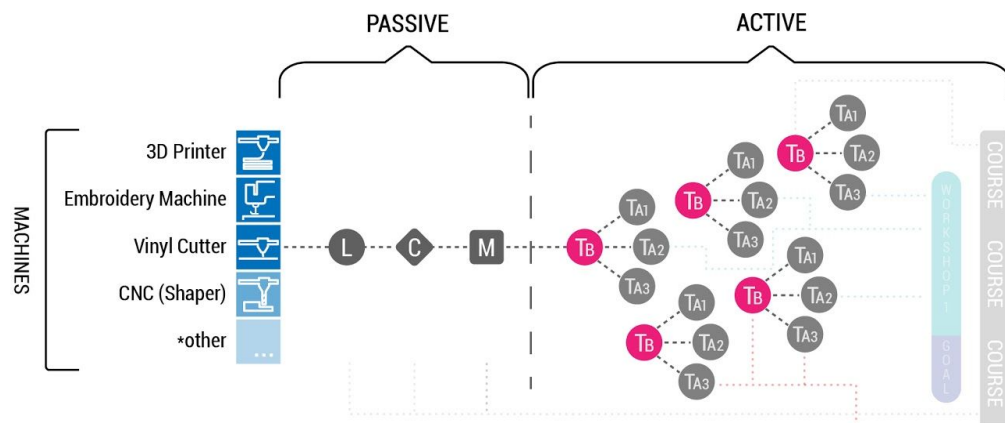 PASSIVE
ACTIVE
MACHINES
3D Printer
Embroidery Machine
Vinyl Cutter
CNC (Shaper)
*other
...
L
C
M
TB
TA1
TA2
TA3
TB
TA1
TA2
TA3
TB
TA1
TA2
TA3
TB
TA1
TA2
TA3
TB
TA1
TA2
TA3
WORKSHOP 1
GOAL
COURSE
COURSE
COURSE